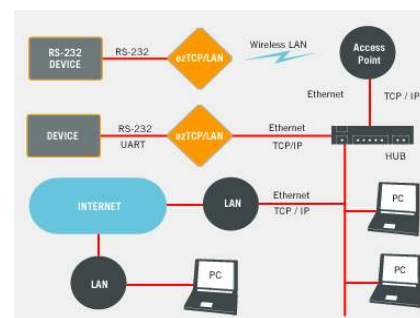 RS-232
DEVICE
RS-232
ezTCP/LAN
Wireless LAN
Access
Point
Ethernet
TCP / IP
DEVICE
RS-232
UART
ezTCP/LAN
Ethernet
TCP/IP
HUB
INTERNET
LAN
Ethernet
TCP / IP
PC
LAN
PC
PC